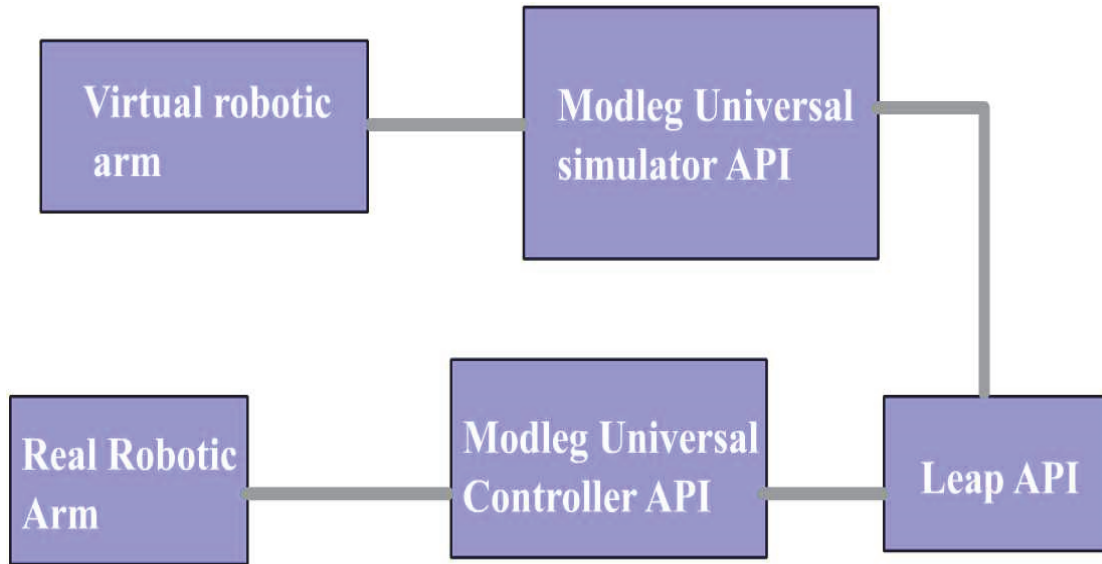 Virtual robotic
arm
Modleg Universal
simulator API
Real Robotic
Arm
Modleg Universal
Controller API
Leap API